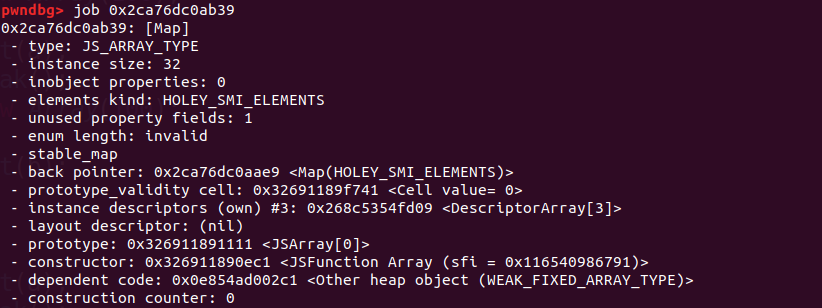 pwndbg> job 0x2ca76dc0ab39
0x2ca76dc0ab39: [Map]
- type: JS_ARRAY_TYPE
- instance size: 32
- inobject properties: 0
- elements kind: HOLEY_SMI_ELEMENTS
- unused property fields: 1
- enum length: invalid
- stable_map
- back pointer: 0x2ca76dc0aae9 <Map(HOLEY_SMI_ELEMENTS)>
- prototype_validity cell: 0x32691189f741 <Cell value= 0>
- instance descriptors (own) #3: 0x268c5354fd09 <DescriptorArray[3]>
- layout descriptor: (nil)
- prototype: 0x326911891111 <JSArray[0]>
- constructor: 0x326911890ec1 <JSFunction Array (sfi = 0x116540986791)>
- dependent code: 0x0e854ad002c1 <Other heap object (WEAK_FIXED_ARRAY_TYPE)>
- construction counter: 0